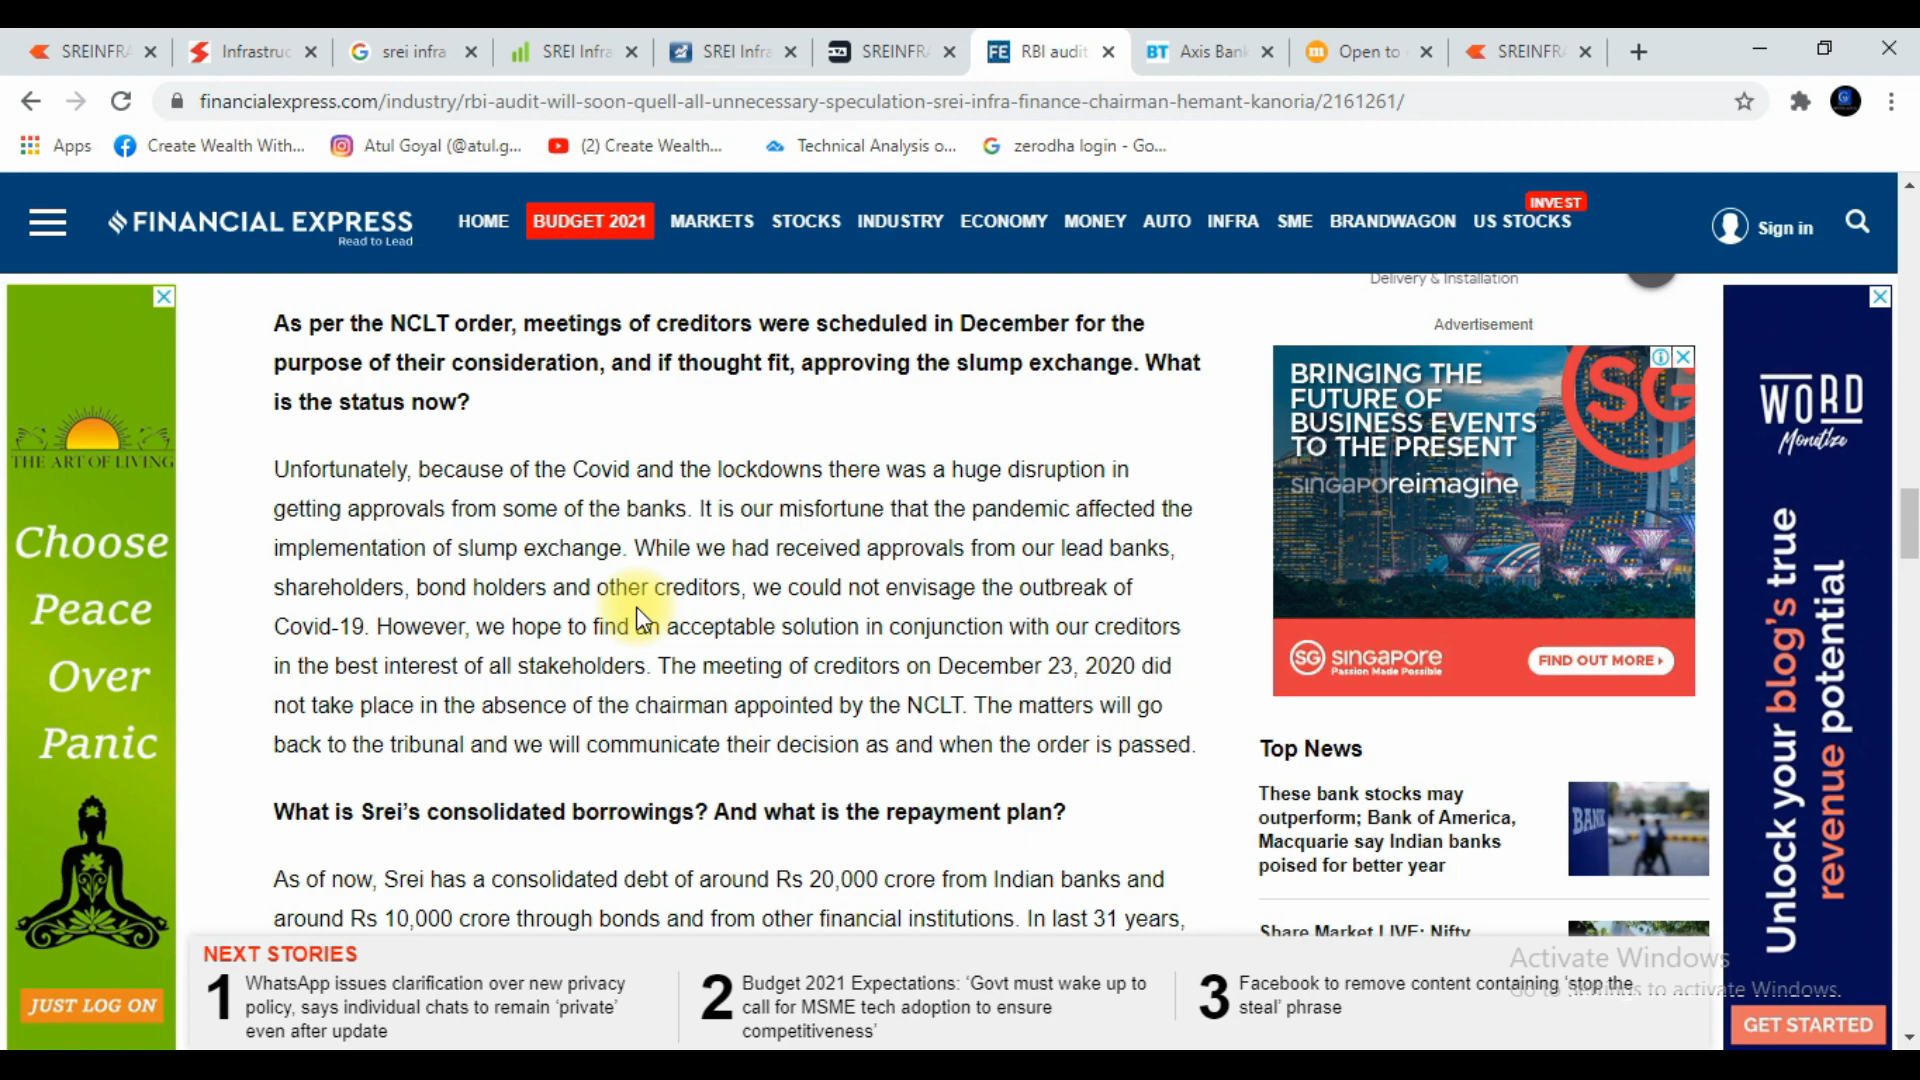 SREINFRA
Infrastruc
srei infra
SREI Infra
SREI Infra
SREINFRA
FE RBI audit
BT Axis Bank
Open to
SREINFR
financialexpress.com/industry/rbi-audit-will-soon-quell-all-unnecessary-speculation-srei-infra-finance-chairman-hemant-kanoria/2161261/
Apps
Create Wealth With...
Atul Goyal (@atul.g...
(2) Create Wealth...
Technical Analysis o...
zerodha login - Go...
FINANCIAL EXPRESS
Read to Lead
HOME BUDGET 2021 MARKETS STOCKS INDUSTRY ECONOMY MONEY AUTO INFRA SME BRANDWAGON US STOCKS
INVEST
Sign in
THE ART OF LIVING
Choose
Peace
Over
Panic
JUST LOG ON
As per the NCLT order, meetings of creditors were scheduled in December for the
purpose of their consideration, and if thought fit, approving the slump exchange. What
is the status now?
Unfortunately, because of the Covid and the lockdowns there was a huge disruption in
getting approvals from some of the banks. It is our misfortune that the pandemic affected the
implementation of slump exchange. While we had received approvals from our lead banks,
shareholders, bond holders and other creditors, we could not envisage the outbreak of
Covid-19. However, we hope to find an acceptable solution in conjunction with our creditors
in the best interest of all stakeholders. The meeting of creditors on December 23, 2020 did
not take place in the absence of the chairman appointed by the NCLT. The matters will go
back to the tribunal and we will communicate their decision as and when the order is passed.
What is Srei's consolidated borrowings? And what is the repayment plan?
As of now, Srei has a consolidated debt of around Rs 20,000 crore from Indian banks and
around Rs 10,000 crore through bonds and from other financial institutions. In last 31 years,
Delivery & Installation
Advertisement
BRINGING THE
FUTURE OF
BUSINESS EVENTS
TO THE PRESENT
SINGAPOreimagine
SG
SG SINGAPORE
Passion Made Possible
FIND OUT MORE
Top News
These bank stocks may
outperform; Bank of America,
Macquarie say Indian banks
poised for better year
BANK
Share Market LIVE: Nifty
WORD
Monetize
Unlock your blog's true
revenue potential
GET STARTED
NEXT STORIES
1 WhatsApp issues clarification over new privacy
policy, says individual chats to remain 'private'
even after update
2 Budget 2021 Expectations: 'Govt must wake up to
call for MSME tech adoption to ensure
competitiveness'
3 Facebook to remove content containing 'stop the
steal' phrase
Activate Windows
Go to Settings to activate Windows.